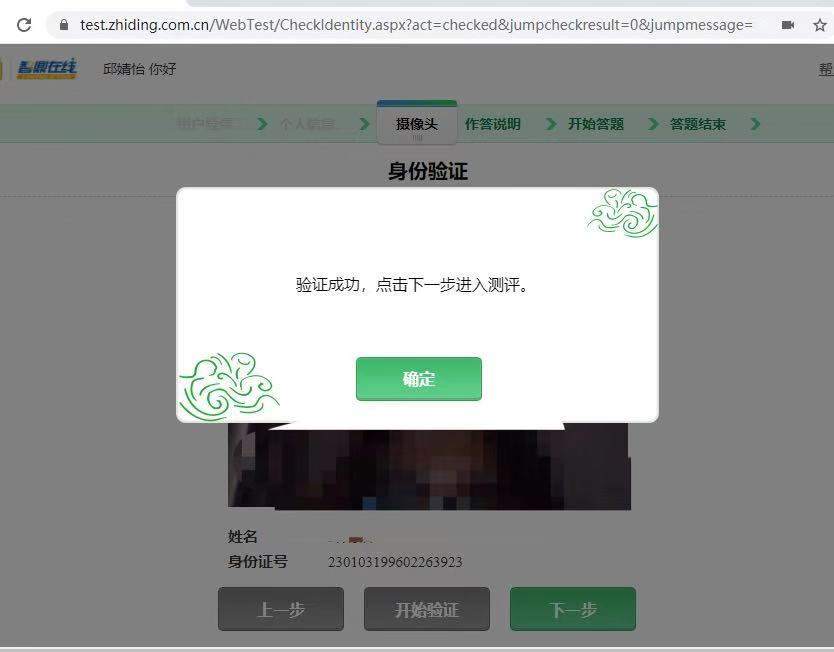 test.zhiding.com.cn/WebTest/CheckIdentity.aspx?act=checked&jumpcheckresult=0&jumpmessage=
智鼎在线 邱婧怡 你好 帮
用户登录 个人信息 摄像头 作答说明 开始答题 答题结束
身份验证
验证成功，点击下一步进入测评。
确定
姓名
身份证号 230103199602263923
上一步 开始验证 下一步